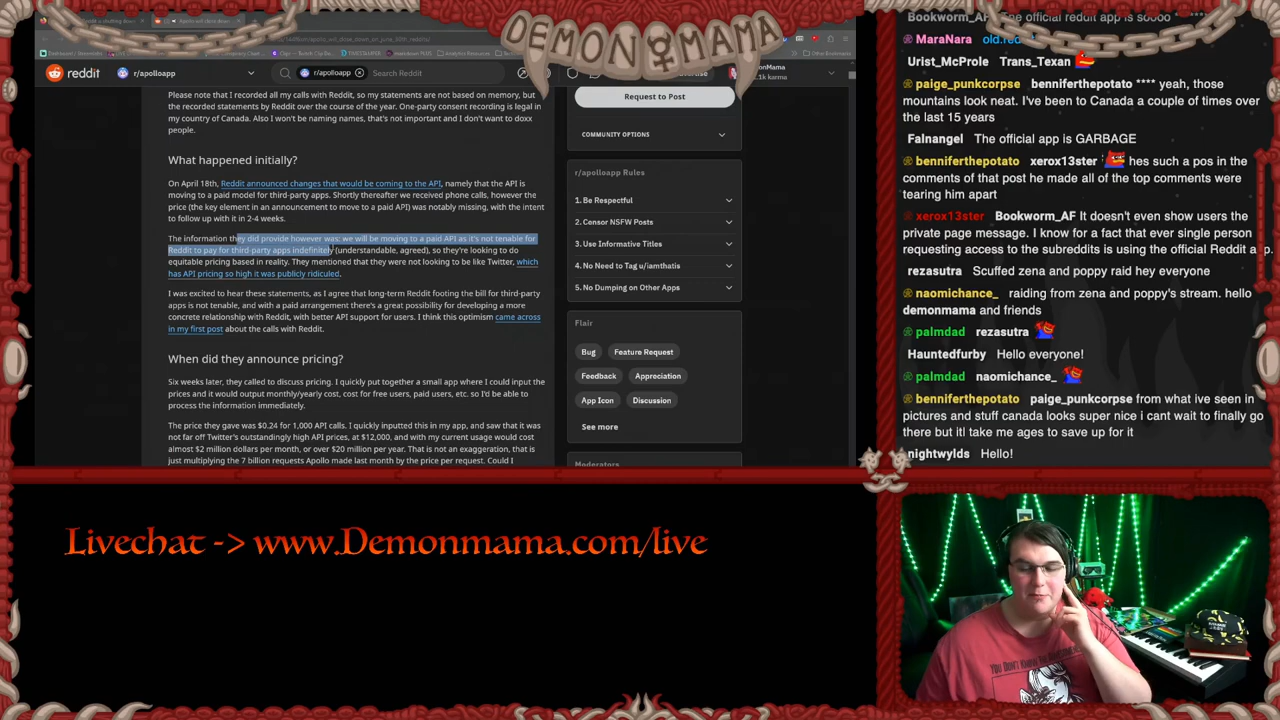 DEMON MAMA
reddit
r/apolloapp
r/apolloapp
Search Reddit
1k karma
Other Bookmarks
Please note that I recorded all my calls with Reddit, so my statements are not based on memory, but
the recorded statements by Reddit over the course of the year. One-party consent recording is legal in
my country of Canada. Also I won't be naming names, that's not important and I don't want to doxx
people.
What happened initially?
On April 18th, Reddit announced changes that would be coming to the API, namely that the API is
moving to a paid model for third-party apps. Shortly thereafter we received phone calls, however the
price (the key element in an announcement to move to a paid API) was notably missing, with the intent
to follow up with it in 2-4 weeks.
The information they did provide however was: we will be moving to a paid API as it's not tenable for
Reddit to pay for third-party apps indefinitely (understandable, agreed), so they're looking to do
equitable pricing based in reality. They mentioned that they were not looking to be like Twitter, which
has API pricing so high it was publicly ridiculed.
I was excited to hear these statements, as I agree that long-term Reddit footing the bill for third-party
apps is not tenable, and with a paid arrangement there's a great possibility for developing a more
concrete relationship with Reddit, with better API support for users. I think this optimism came across
in my first post about the calls with Reddit.
When did they announce pricing?
Six weeks later, they called to discuss pricing. I quickly put together a small app where I could input the
prices and it would output monthly/yearly cost, cost for free users, paid users, etc. so I'd be able to
process the information immediately.
The price they gave was $0.24 for 1,000 API calls. I quickly inputted this in my app, and saw that it was
not far off Twitter's outstandingly high API prices, at $12,000, and with my current usage would cost
almost $2 million dollars per month, or over $20 million per year. That is not an exaggeration, that is
just multiplying the 7 billion requests Apollo made last month by the price per request. Could I
Request to Post
COMMUNITY OPTIONS
r/apolloapp Rules
1. Be Respectful
2. Censor NSFW Posts
3. Use Informative Titles
4. No Need to Tag u/iamthatis
5. No Dumping on Other Apps
Flair
Bug
Feature Request
Feedback
Appreciation
App Icon
Discussion
See more
Moderators
Bookworm_AF The official reddit app is soooo
MaraNara old.red
Urist_McProle Trans_Texan
paige_punkcorpse benniferthepotato **** yeah, those
mountains look neat. I've been to Canada a couple of times over
the last 15 years
Falnangel The official app is GARBAGE
benniferthepotato xerox13ster hes such a pos in the
comments of that post he made all of the top comments were
tearing him apart
xerox13ster Bookworm_AF It doesn't even show users the
private page message. I know for a fact that ever single person
requesting access to the subreddits is using the official Reddit app.
rezasutra Scuffed zena and poppy raid hey everyone
naomichance_ raiding from zena and poppy's stream. hello
demonmama and friends
palmdad rezasutra
Hauntedfurby Hello everyone!
palmdad naomichance_
benniferthepotato paige_punkcorpse from what ive seen in
pictures and stuff canada looks super nice i cant wait to finally go
there but itl take me ages to save up for it
nightwylds Hello!
Livechat -> www.Demonmama.com/live